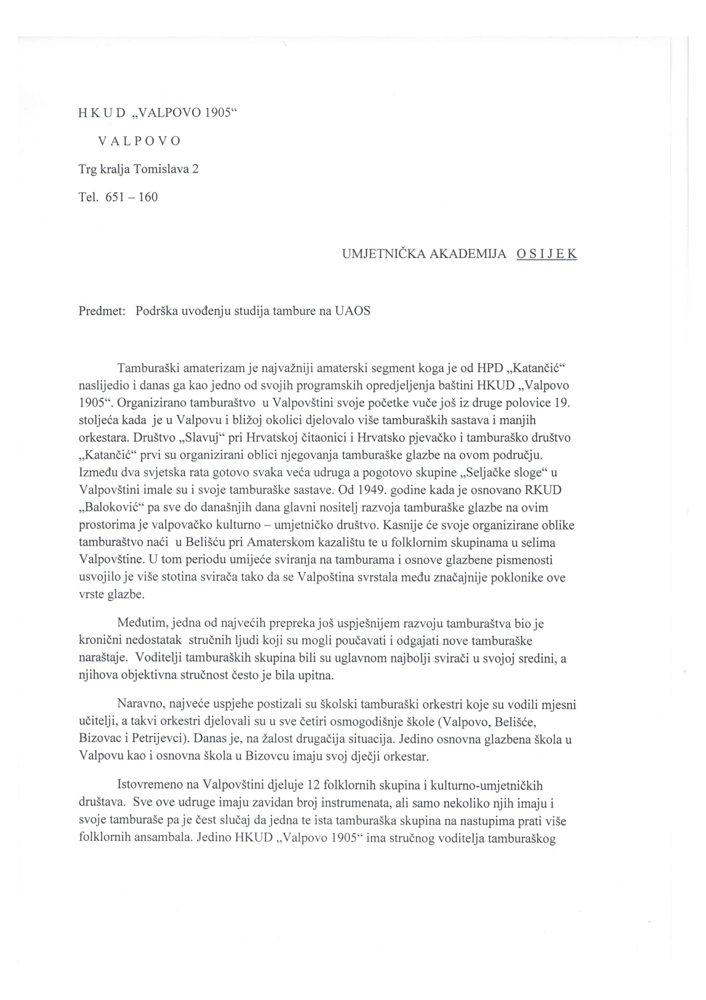 H K U D „VALPOVO 1905“
V A L P O V O
Trg kralja Tomislava 2
Tel. 651 – 160
UMJETNIČKA AKADEMIJA O S I J E K
Predmet: Podrška uvođenju studija tambure na UAOS
Tamburaški amaterizam je najvažniji amaterski segment koga je od HPD „Katančić“
naslijedio i danas ga kao jedno od svojih programskih opredjeljenja baštini HKUD „Valpovo
1905“. Organizirano tamburaštvo u Valpovštini svoje početke vuče još iz druge polovice 19.
stoljeća kada je u Valpovu i bližoj okolici djelovalo više tamburaških sastava i manjih
orkestara. Društvo „Slavuj“ pri Hrvatskoj čitaonici i Hrvatsko pjevačko i tamburaško društvo
„Katančić“ prvi su organizirani oblici njegovanja tamburaške glazbe na ovom području.
Između dva svjetska rata gotovo svaka veća udruga a pogotovo skupine „Seljačke sloge“ u
Valpovštini imale su i svoje tamburaške sastave. Od 1949. godine kada je osnovano RKUD
„Baloković“ pa sve do današnjih dana glavni nositelj razvoja tamburaške glazbe na ovim
prostorima je valpovačko kulturno – umjetničko društvo. Kasnije će svoje organizirane oblike
tamburaštvo naći u Belišću pri Amaterskom kazalištu te u folklornim skupinama u selima
Valpovštine. U tom periodu umijeće sviranja na tamburama i osnove glazbene pismenosti
usvojilo je više stotina svirača tako da se Valpoština svrstala među značajnije poklonike ove
vrste glazbe.
Međutim, jedna od najvećih prepreka još uspješnijem razvoju tamburaštva bio je
kronični nedostatak stručnih ljudi koji su mogli poučavati i odgajati nove tamburaške
naraštaje. Voditelji tamburaških skupina bili su uglavnom najbolji svirači u svojoj sredini, a
njihova objektivna stručnost često je bila upitna.
Naravno, najveće uspjehe postizali su školski tamburaški orkestri koje su vodili mjesni
učitelji, a takvi orkestri djelovali su u sve četiri osmogodišnje škole (Valpovo, Belišće,
Bizovac i Petrijevci). Danas je, na žalost drugačija situacija. Jedino osnovna glazbena škola u
Valpovu kao i osnovna škola u Bizovcu imaju svoj dječji orkestar.
Istovremeno na Valpovštini djeluje 12 folklornih skupina i kulturno-umjetničkih
društava. Sve ove udruge imaju zavidan broj instrumenata, ali samo nekoliko njih imaju i
svoje tamburaše pa je čest slučaj da jedna te ista tamburaška skupina na nastupima prati više
folklornih ansambala. Jedino HKUD „Valpovo 1905“ ima stručnog voditelja tamburaškog